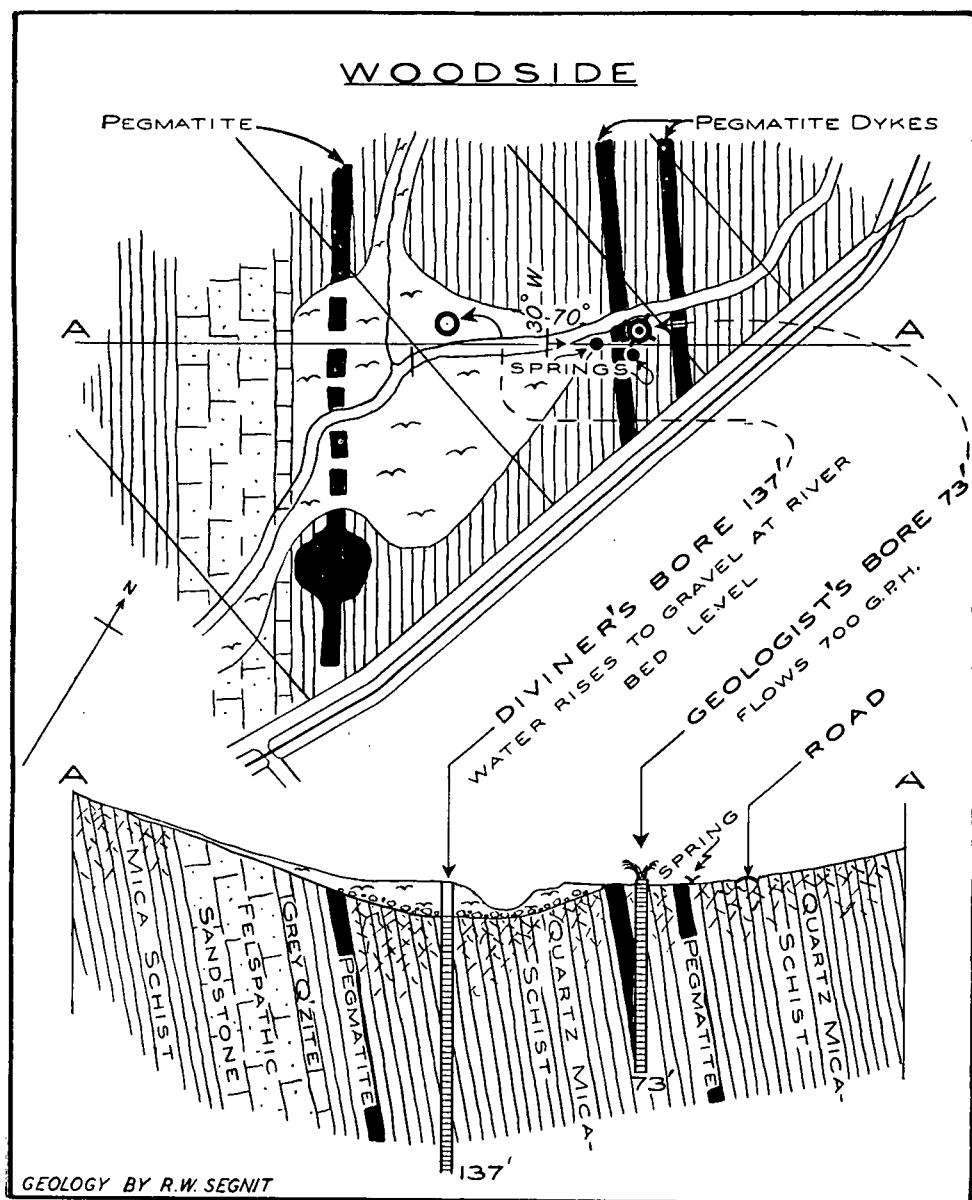 WOODSIDE
PEGMATITE
PEGMATITE DYKES
A
A
30° W
70°
SPRINGS
N
DIVINER'S BORE 137'
WATER RISES TO GRAVEL AT RIVER
BED LEVEL
GEOLOGIST'S BORE 73'
FLOWS 700 G.P.H.
ROAD
A
A
SPRING
MICA SCHIST
SANDSTONE
FELSPATHIC
GREY Q'ZITE
PEGMATITE
QUARTZ MICA-
SCHIST
PEGMATITE
QUARTZ MICA-
SCHIST
73'
137'
GEOLOGY BY R.W. SEGNIT